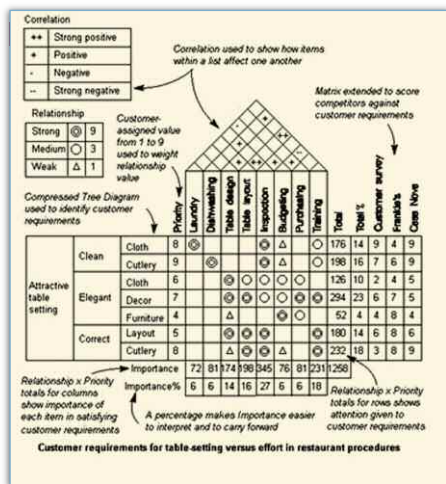 Correlation
++ Strong positive
+ Positive
- Negative
-- Strong negative
Correlation used to show how items
within a list affect one another
Relationship
Strong 9
Medium 3
Weak △ 1
Customer-
assigned value
from 1 to 9
used to weight
relationship
value
Matrix extended to score
competitors against
customer requirements
Compressed Tree Diagram
used to identify customer
requirements
Priority Laundry Dishwashing Table design Table layout Inspection Budgeting Purchasing Training Total Total % Customer survey Frankie's Casa Nova
Attractive
table
setting
Clean
Cloth 8 ◎ ◎ △ ○ 176 14 9 4 9
Cutlery 9 ◎ ◎ △ ○ 198 16 7 6 9
Elegant
Cloth 6 ◎ ○ ○ ○ ○ 126 10 2 4 5
Decor 7 ◎ ◎ ○ ○ ◎ ◎ 294 23 6 7 5
Furniture 4 △ ◎ ○ 52 4 4 8 4
Correct
Layout 5 ◎ ◎ ◎ ◎ 180 14 6 8 6
Cutlery 8 △ ◎ ◎ △ ◎ 232 18 3 8 9
Importance 72 81 174 198 345 76 81 231 1258
Importance% 6 6 14 16 27 6 6 18
Relationship x Priority
totals for columns
show importance of
each item in satisfying
customer requirements
A percentage makes Importance easier
to interpret and to carry forward
Relationship x Priority
totals for rows shows
attention given to
customer requirements
Customer requirements for table-setting versus effort in restaurant procedures